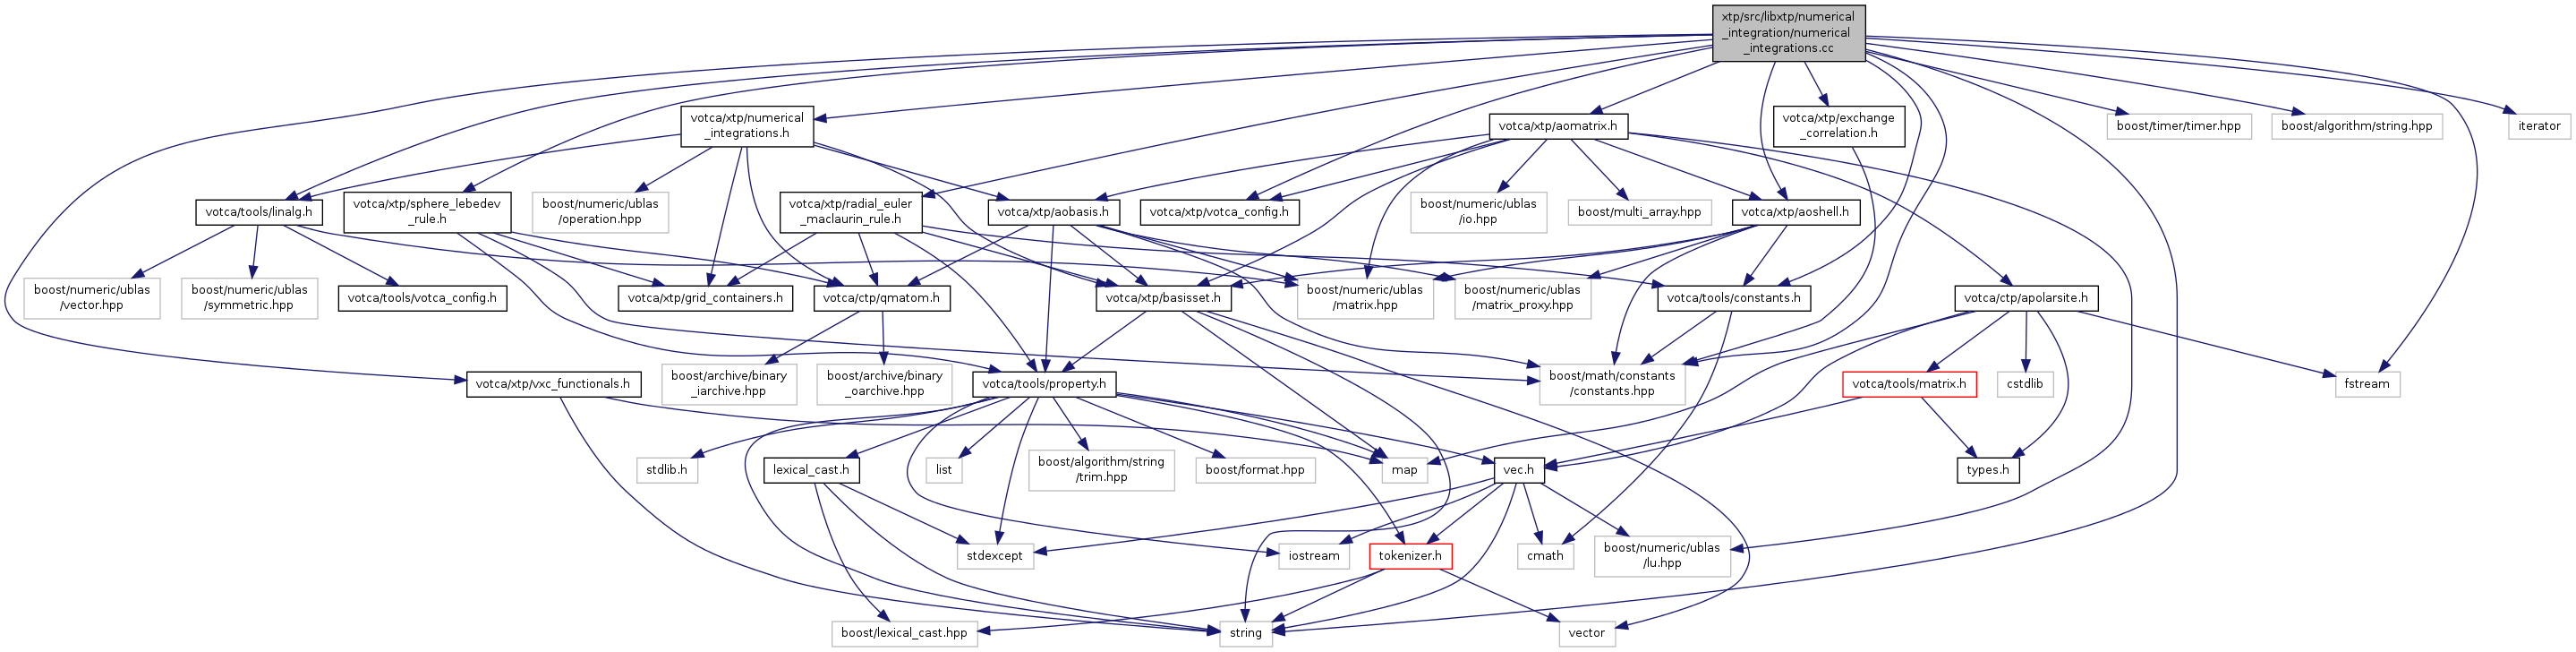 xtp/src/libxtp/numerical
_integration/numerical
_integrations.cc
votca/xtp/numerical
_integrations.h
votca/xtp/aomatrix.h
votca/xtp/exchange
_correlation.h
boost/timer/timer.hpp
boost/algorithm/string.hpp
iterator
votca/tools/linalg.h
votca/xtp/sphere_lebedev
_rule.h
boost/numeric/ublas
/operation.hpp
votca/xtp/radial_euler
_maclaurin_rule.h
votca/xtp/aobasis.h
votca/xtp/votca_config.h
boost/numeric/ublas
/io.hpp
boost/multi_array.hpp
votca/xtp/aoshell.h
boost/numeric/ublas
/vector.hpp
boost/numeric/ublas
/symmetric.hpp
votca/tools/votca_config.h
votca/xtp/grid_containers.h
votca/ctp/qmatom.h
votca/xtp/basisset.h
boost/numeric/ublas
/matrix.hpp
boost/numeric/ublas
/matrix_proxy.hpp
votca/tools/constants.h
votca/ctp/apolarsite.h
votca/xtp/vxc_functionals.h
boost/archive/binary
_iarchive.hpp
boost/archive/binary
_oarchive.hpp
votca/tools/property.h
boost/math/constants
/constants.hpp
votca/tools/matrix.h
cstdlib
fstream
stdlib.h
lexical_cast.h
list
boost/algorithm/string
/trim.hpp
boost/format.hpp
map
vec.h
types.h
stdexcept
iostream
tokenizer.h
cmath
boost/numeric/ublas
/lu.hpp
boost/lexical_cast.hpp
string
vector